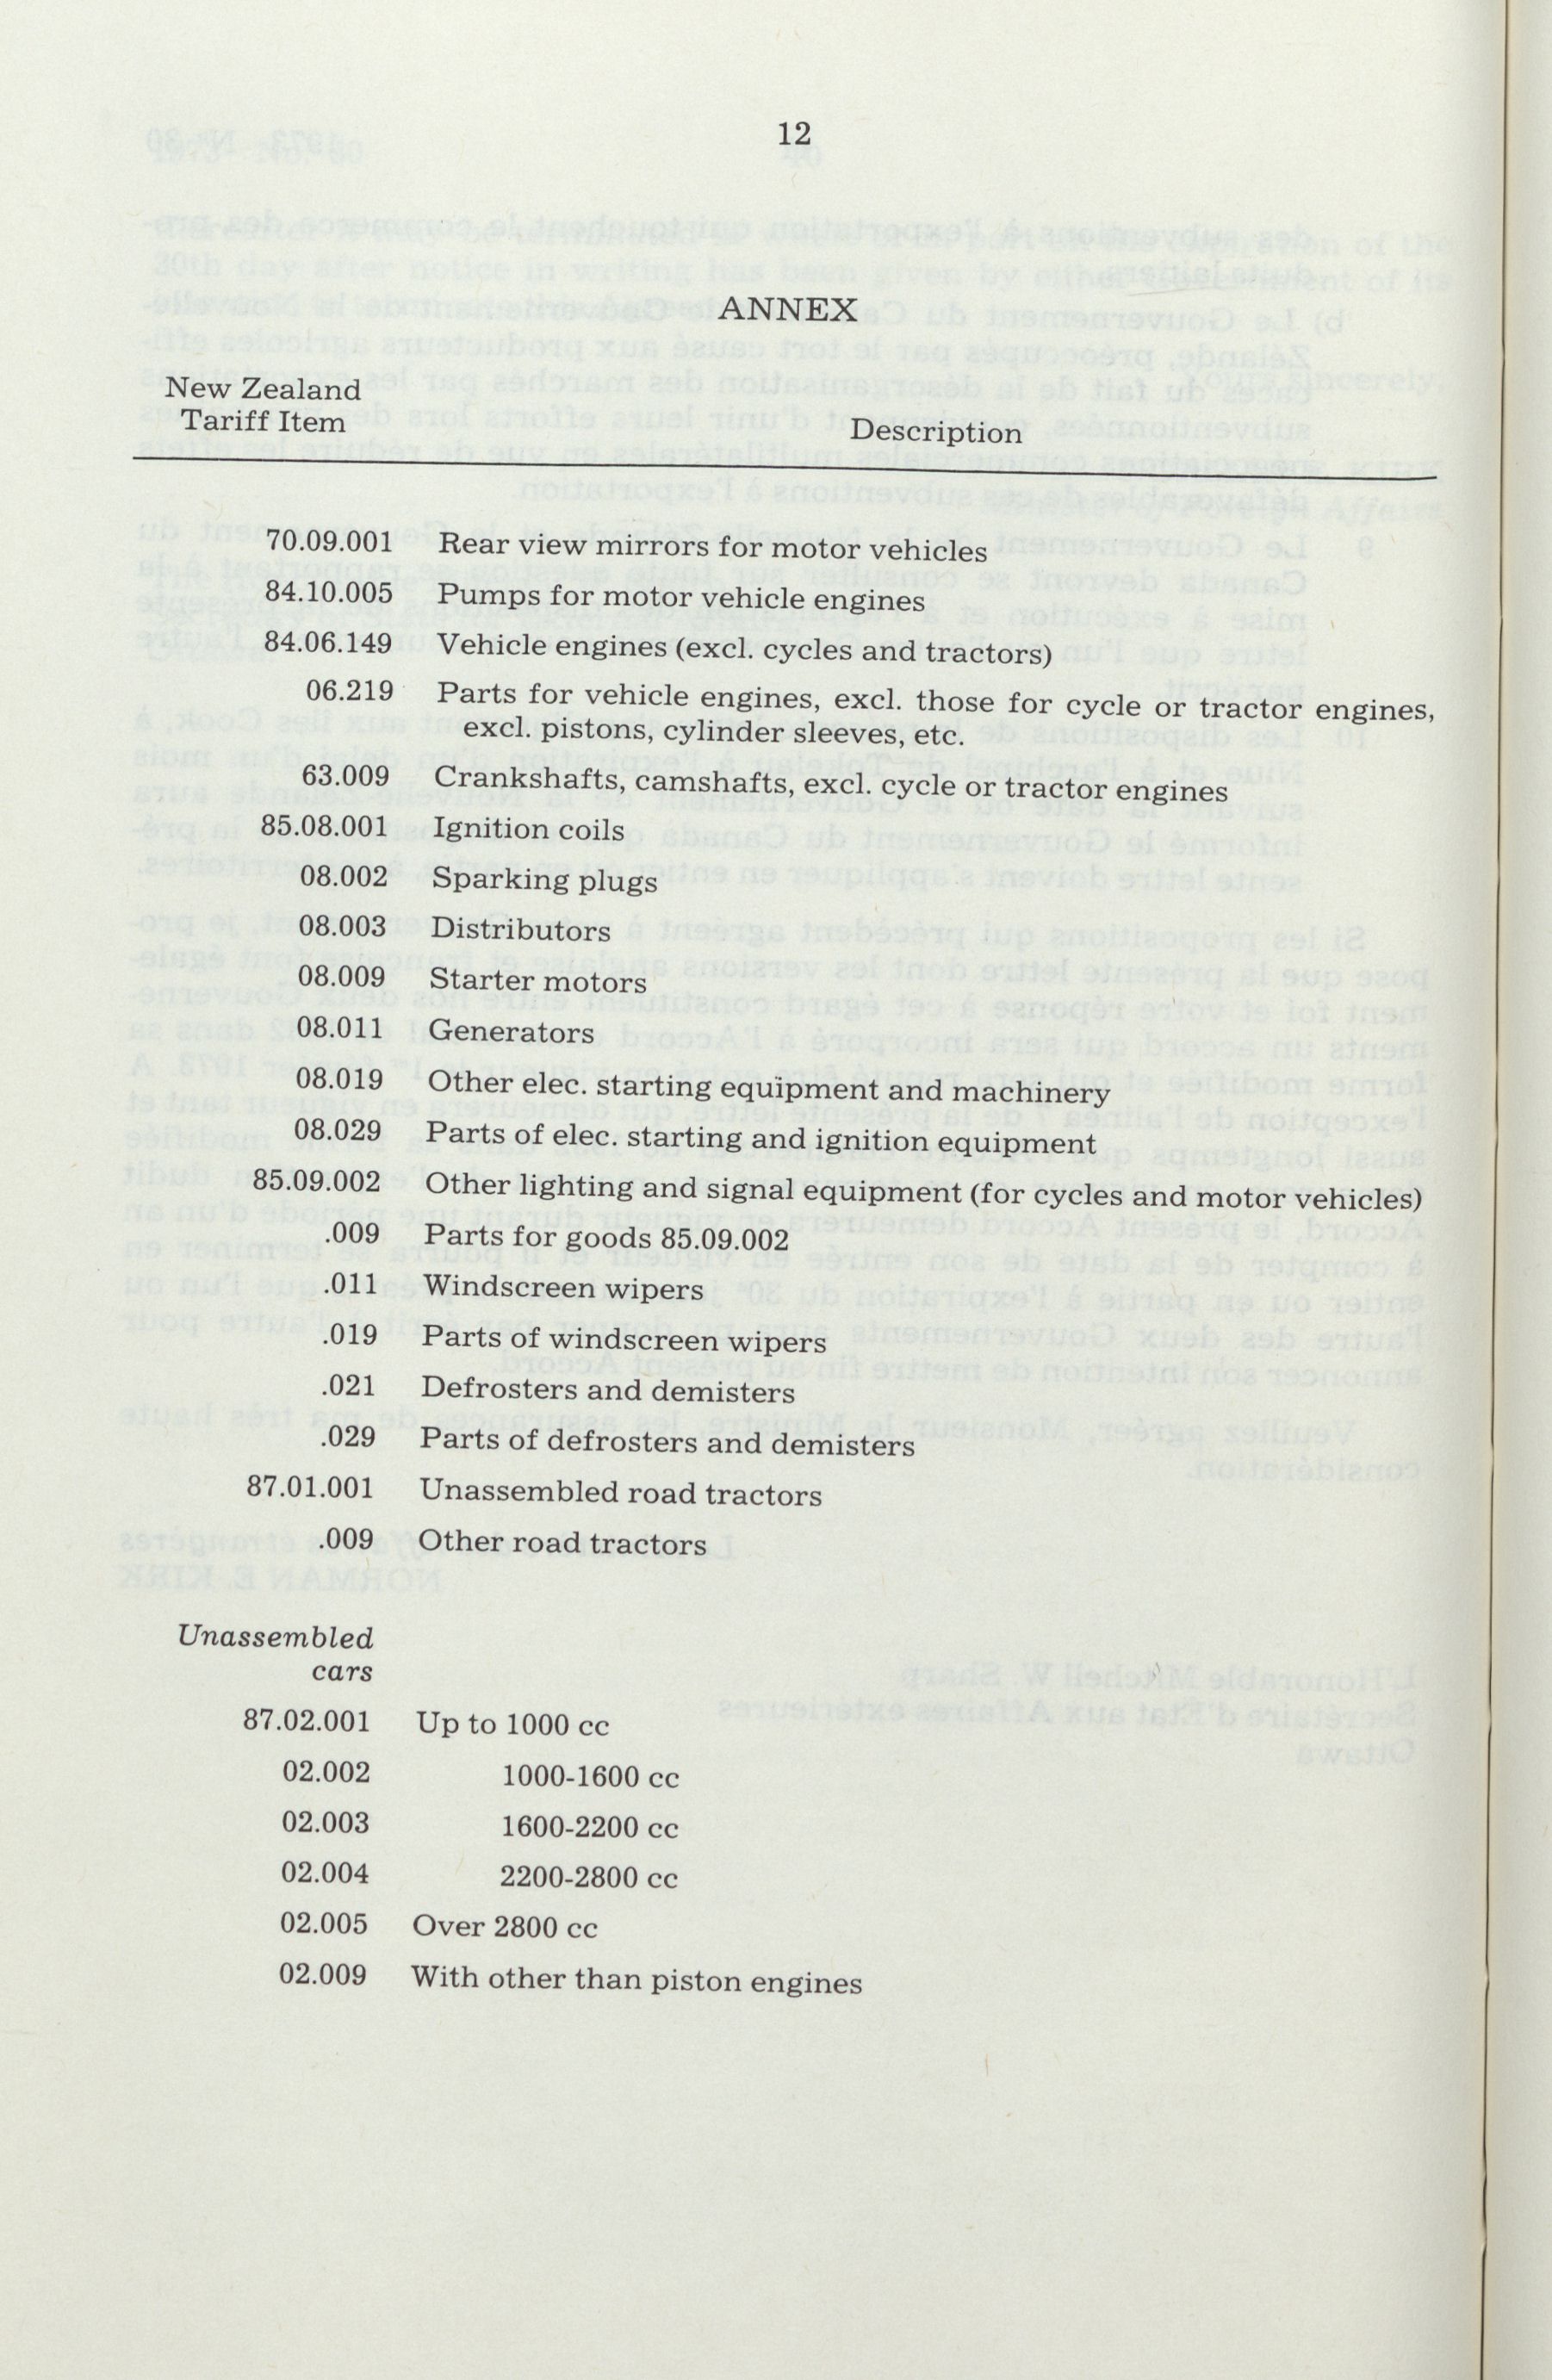 12
ANNEX
New Zealand
Tariff Item Description
70.09.001 Rear view mirrors for motor vehicles
84.10.005 Pumps for motor vehicle engines
84.06.149 Vehicle engines (excl. cycles and tractors)
06.219 Parts for vehicle engines, excl. those for cycle or tractor engines,
excl. pistons, cylinder sleeves, etc.
63.009 Crankshafts, camshafts, excl. cycle or tractor engines
85.08.001 Ignition coils
08.002 Sparking plugs
08.003 Distributors
08.009 Starter motors
08.011 Generators
08.019 Other elec. starting equipment and machinery
08.029 Parts of elec. starting and ignition equipment
85.09.002 Other lighting and signal equipment (for cycles and motor vehicles)
.009 Parts for goods 85.09.002
.011 Windscreen wipers
.019 Parts of windscreen wipers
.021 Defrosters and demisters
.029 Parts of defrosters and demisters
87.01.001 Unassembled road tractors
.009 Other road tractors
Unassembled
cars
87.02.001 Up to 1000 cc
02.002 1000-1600 cc
02.003 1600-2200 cc
02.004 2200-2800 cc
02.005 Over 2800 cc
02.009 With other than piston engines